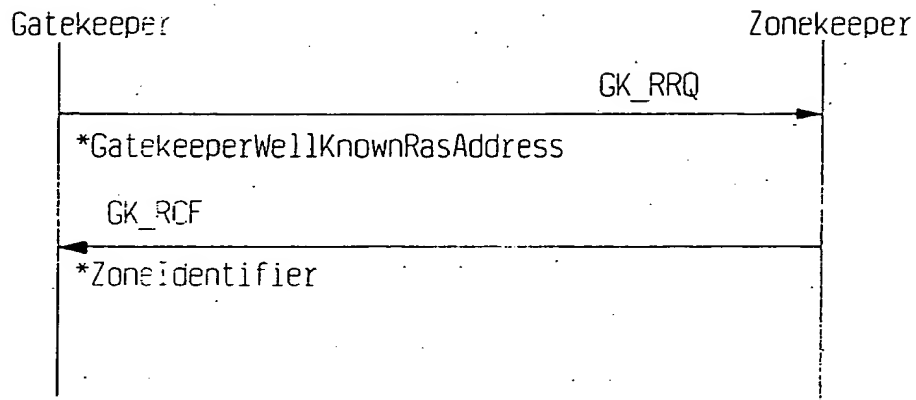 Gatekeeper Zonekeeper
GK_RRQ
*GatekeeperWellKnownRasAddress
GK_RCF
*ZoneIdentifier